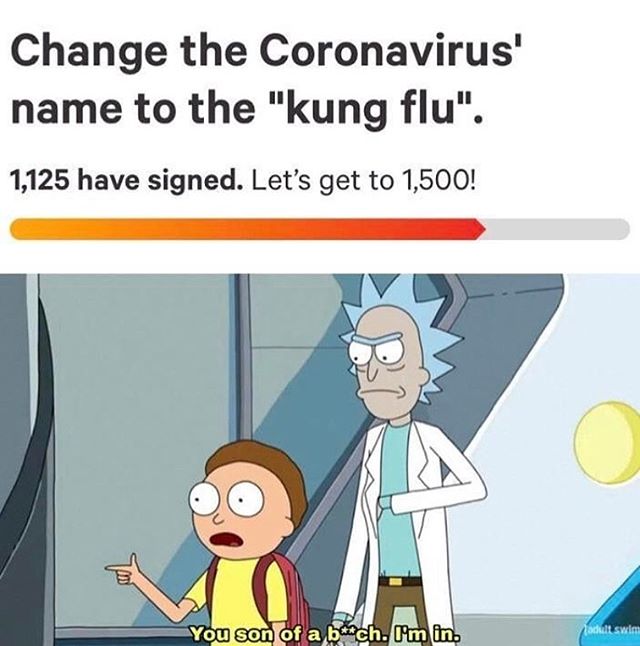 Change the Coronavirus'
name to the "kung flu".
1,125 have signed. Let's get to 1,500!
You son of a b**ch. I'm in.
[adult swim